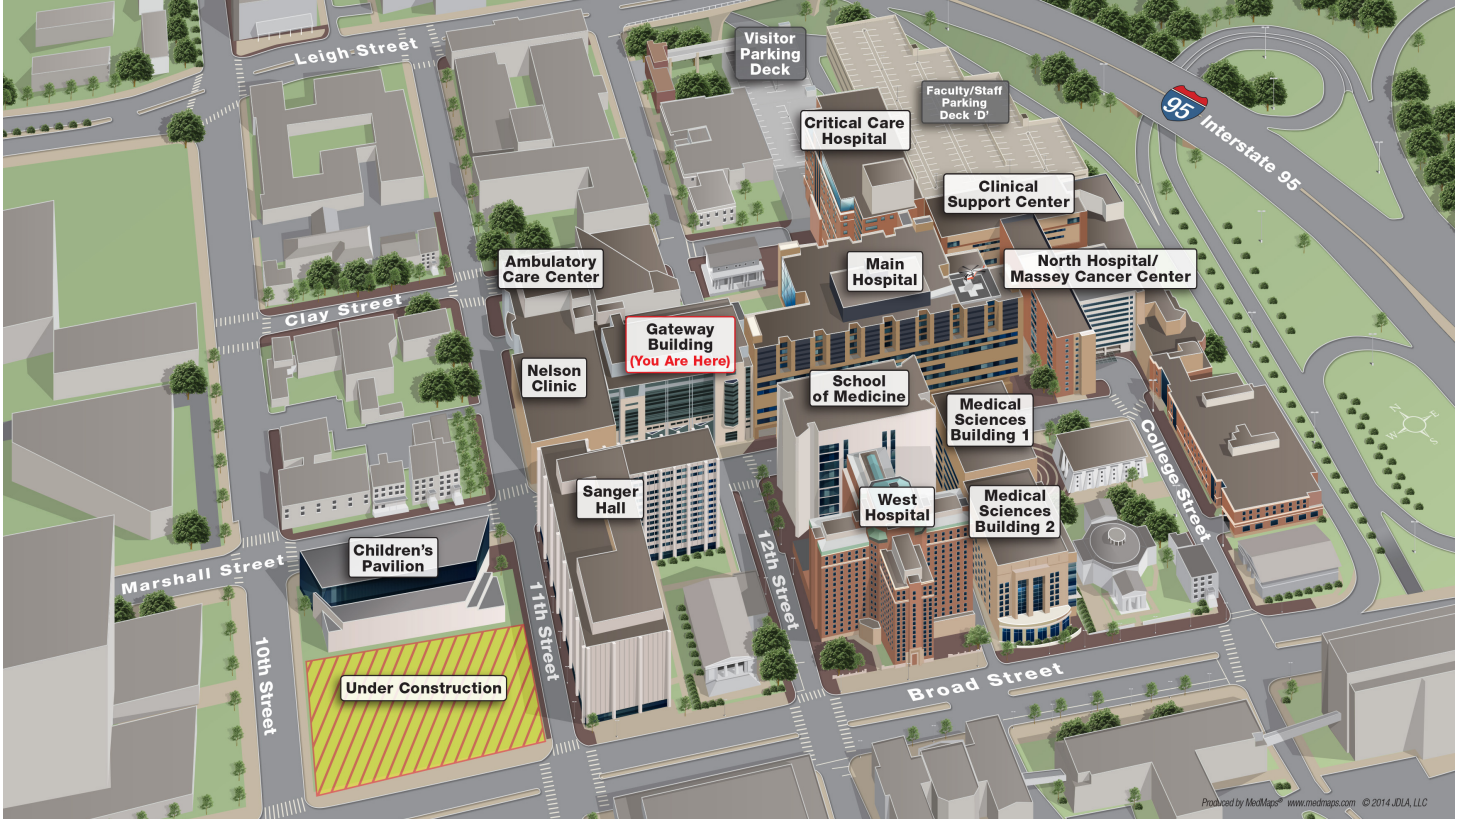 Leigh Street
Visitor
Parking
Deck
Faculty/Staff
Parking
Deck ‘D’
95
Interstate 95
Critical Care
Hospital
Clinical
Support Center
Ambulatory
Care Center
Main
Hospital
North Hospital/
Massey Cancer Center
Clay Street
Gateway
Building
(You Are Here)
Nelson
Clinic
School
of Medicine
Medical
Sciences
Building 1
N
E
S
W
College Street
Sanger
Hall
West
Hospital
Medical
Sciences
Building 2
Children’s
Pavilion
Marshall Street
12th Street
11th Street
10th Street
Under Construction
Broad Street
Produced by MedMaps® www.medmaps.com © 2014 JDLA, LLC